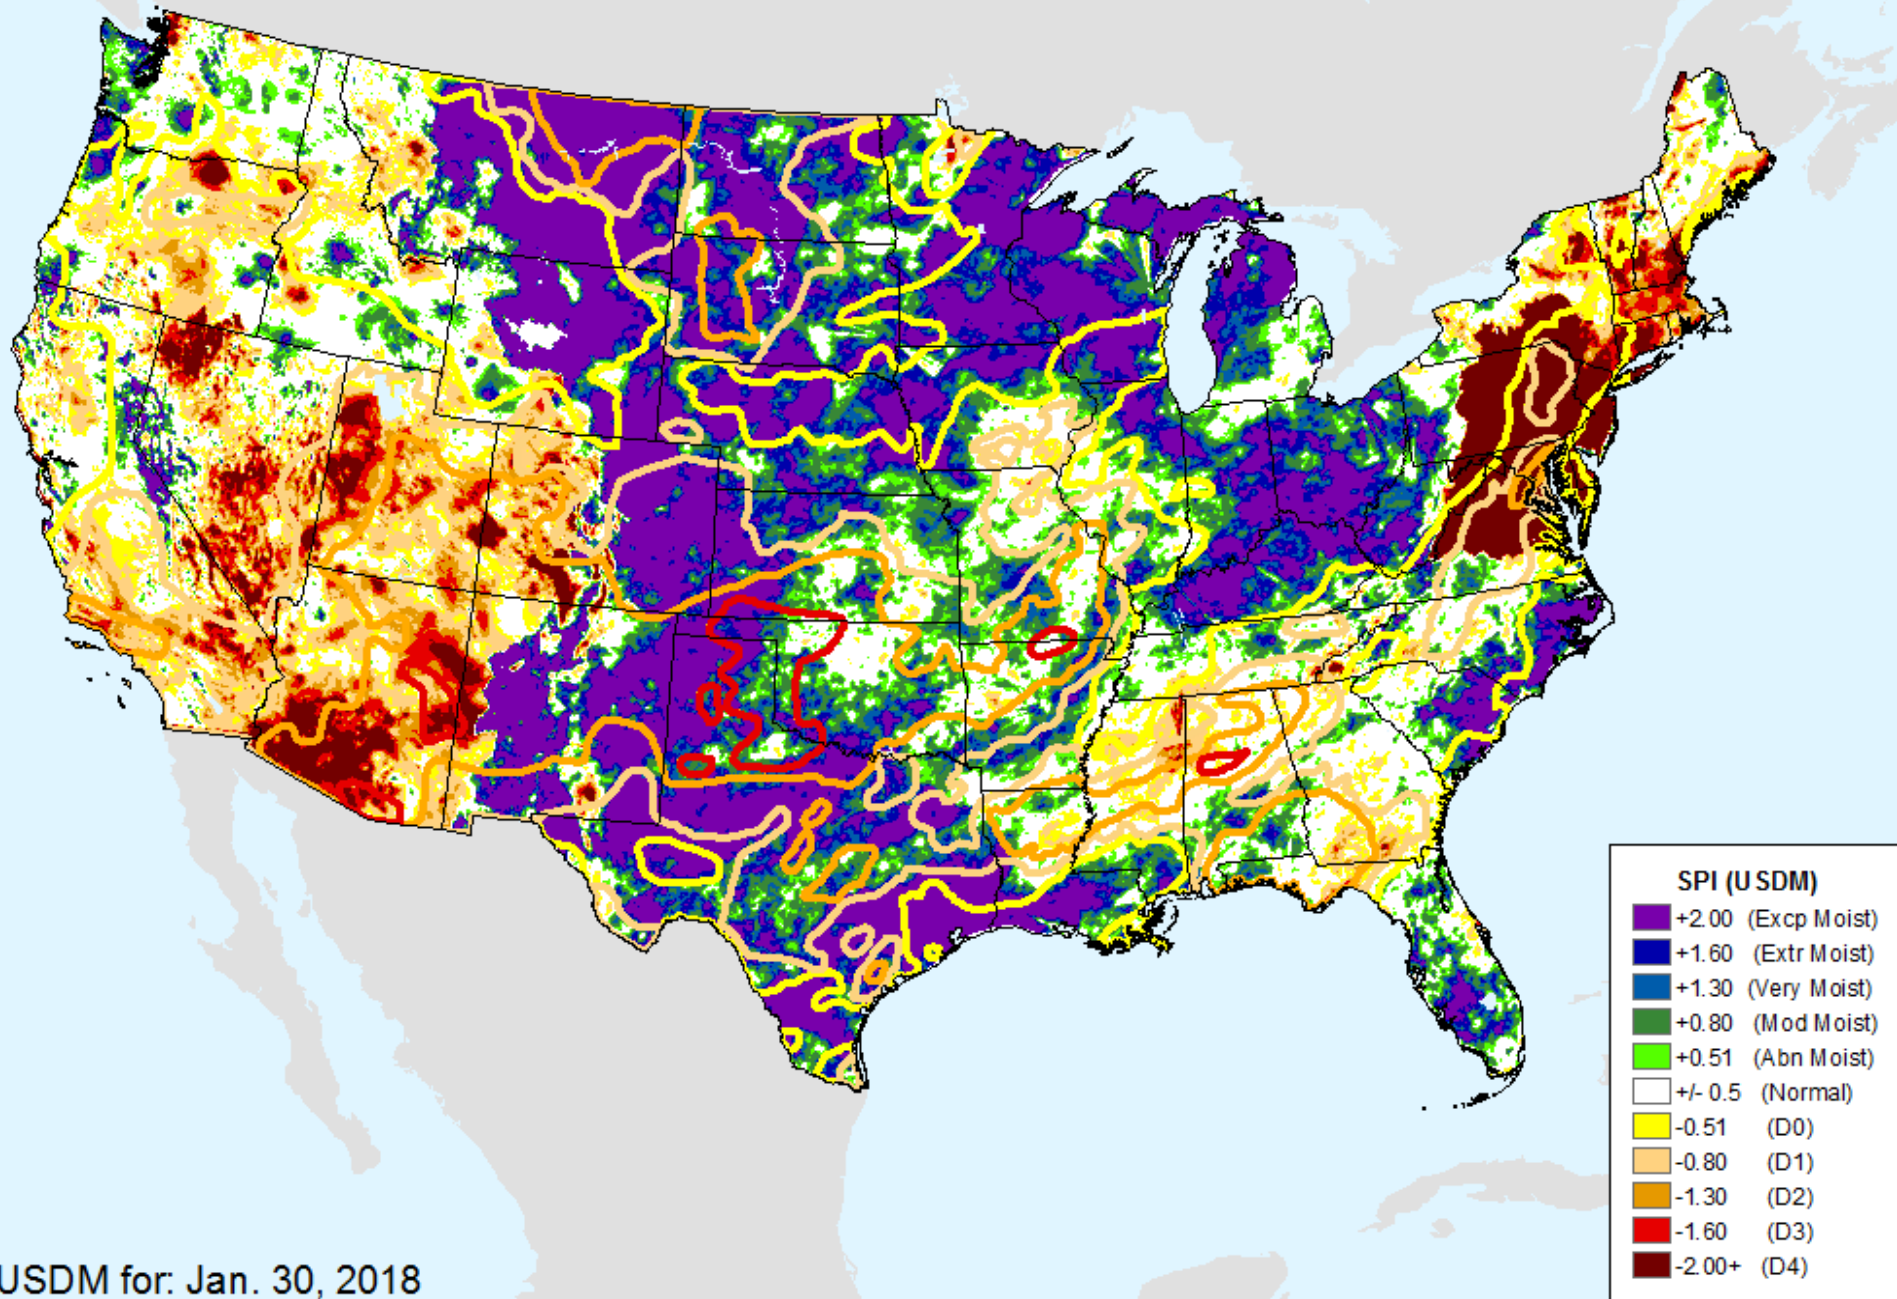 SPI (USDM)
+2.00 (Excp Moist)
+1.60 (Extr Moist)
+1.30 (Very Moist)
+0.80 (Mod Moist)
+0.51 (Abn Moist)
+/- 0.5 (Normal)
-0.51 (D0)
-0.80 (D1)
-1.30 (D2)
-1.60 (D3)
-2.00+ (D4)
USDM for: Jan. 30, 2018